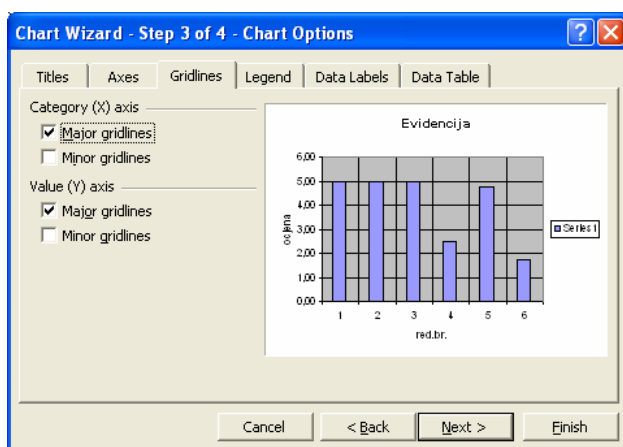 Chart Wizard - Step 3 of 4 - Chart Options
Titles Axes Gridlines Legend Data Labels Data Table
Category (X) axis
Major gridlines
Minor gridlines
Value (Y) axis
Major gridlines
Minor gridlines
Evidencija
6,00
5,00
4,00
3,00
2,00
1,00
0,00
ocjena
1 2 3 4 5 6
red.br.
Series1
Cancel < Back Next > Finish